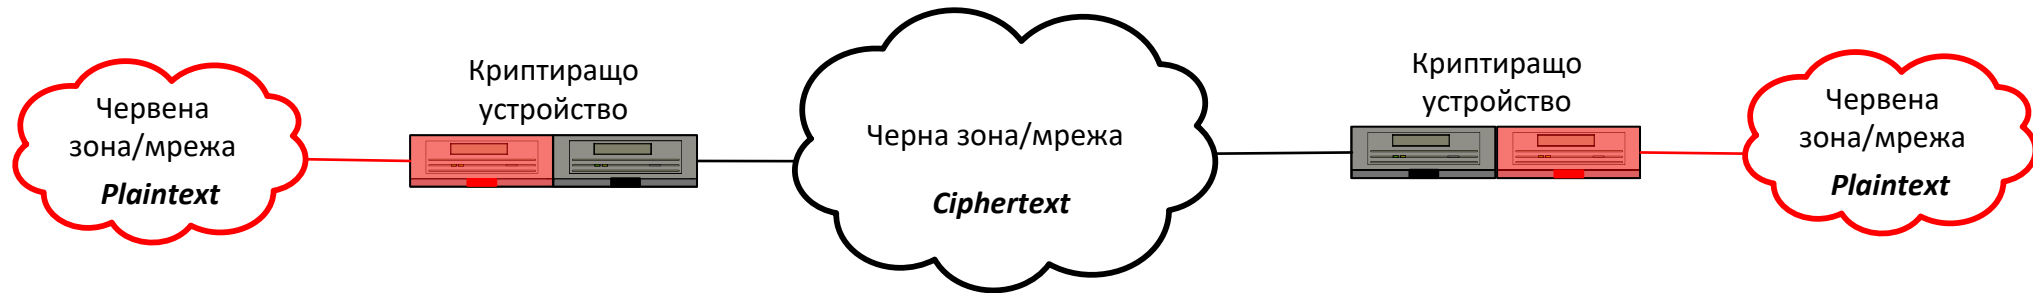 Червена
зона/мрежа
Plaintext
Криптиращо
устройство
Черна зона/мрежа
Ciphertext
Криптиращо
устройство
Червена
зона/мрежа
Plaintext